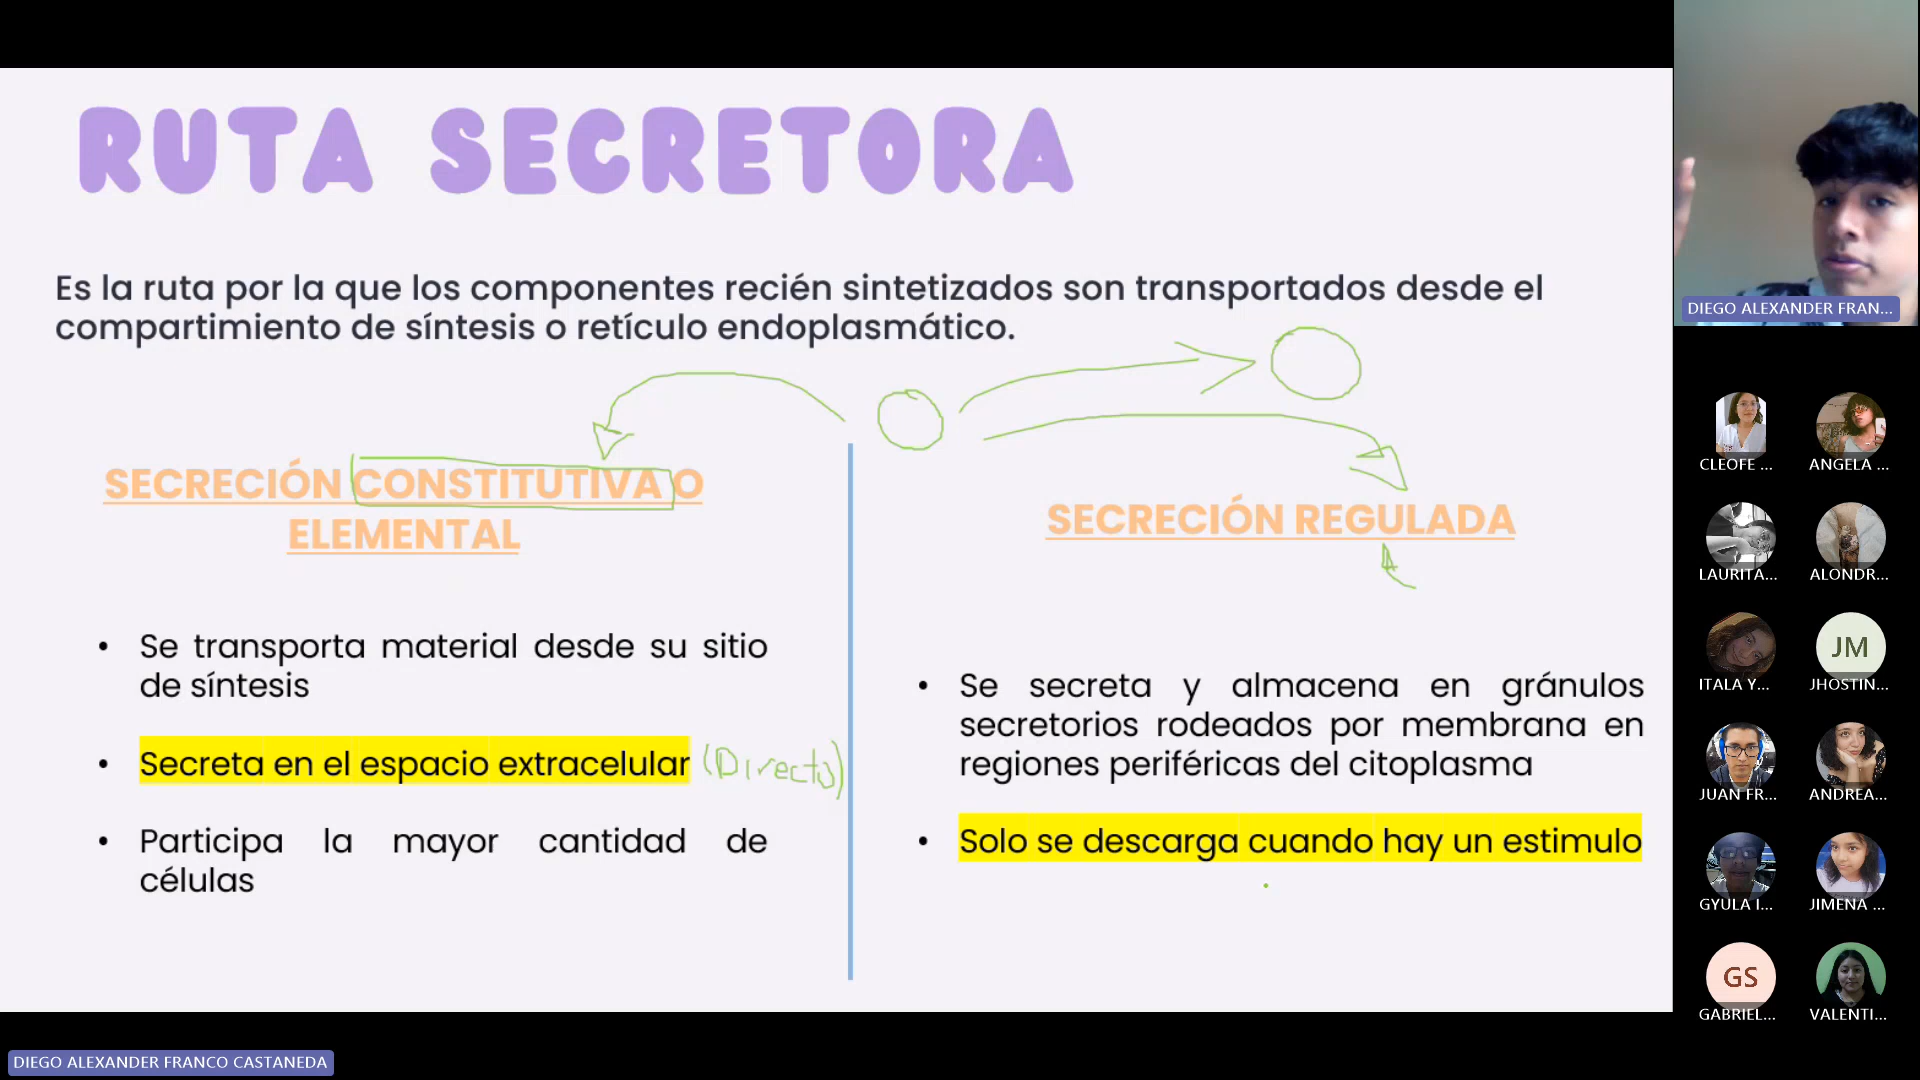 RUTA SECRETORA
Es la ruta por la que los componentes recién sintetizados son transportados desde el
compartimiento de síntesis o retículo endoplasmático.
SECRECIÓN CONSTITUTIVA O
ELEMENTAL
• Se transporta material desde su sitio
de síntesis
• Secreta en el espacio extracelular (Directo)
• Participa la mayor cantidad de
células
SECRECIÓN REGULADA
• Se secreta y almacena en gránulos
secretorios rodeados por membrana en
regiones periféricas del citoplasma
• Solo se descarga cuando hay un estimulo
DIEGO ALEXANDER FRAN...
CLEOFE ...
ANGELA ...
LAURITA...
ALONDR...
ITALA Y...
JM
JHOSTIN...
JUAN FR...
ANDREA...
GYULA I...
JIMENA ...
GS
GABRIEL...
VALENTI...
DIEGO ALEXANDER FRANCO CASTANEDA